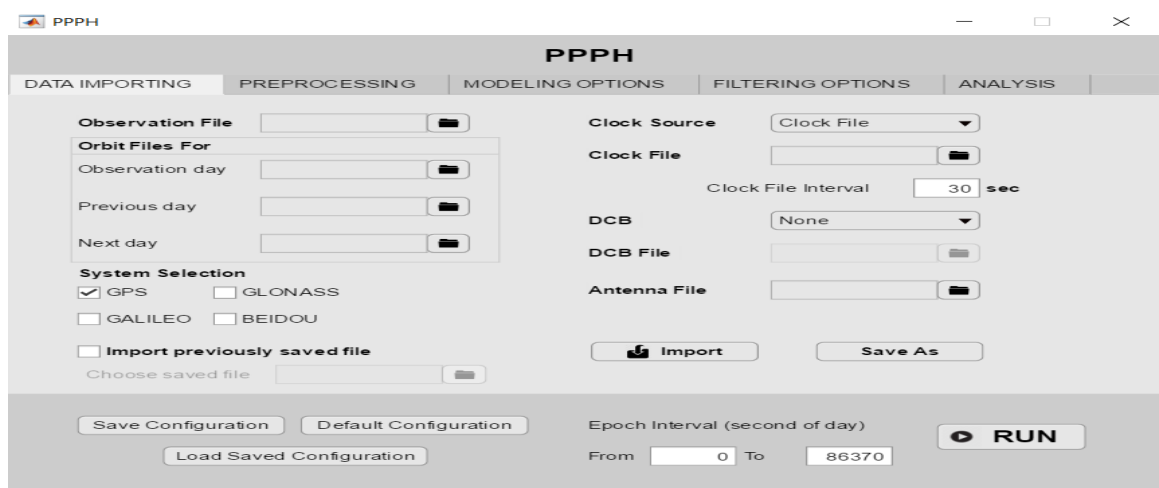 PPPH
PPPH
DATA IMPORTING PREPROCESSING MODELING OPTIONS FILTERING OPTIONS ANALYSIS
Observation File
Orbit Files For
Observation day
Previous day
Next day
System Selection
GPS GLONASS
GALILEO BEIDOU
Import previously saved file
Choose saved file
Clock Source Clock File
Clock File
Clock File Interval 30 sec
DCB None
DCB File
Antenna File
Import Save As
Save Configuration Default Configuration
Load Saved Configuration
Epoch Interval (second of day)
From 0 To 86370
RUN